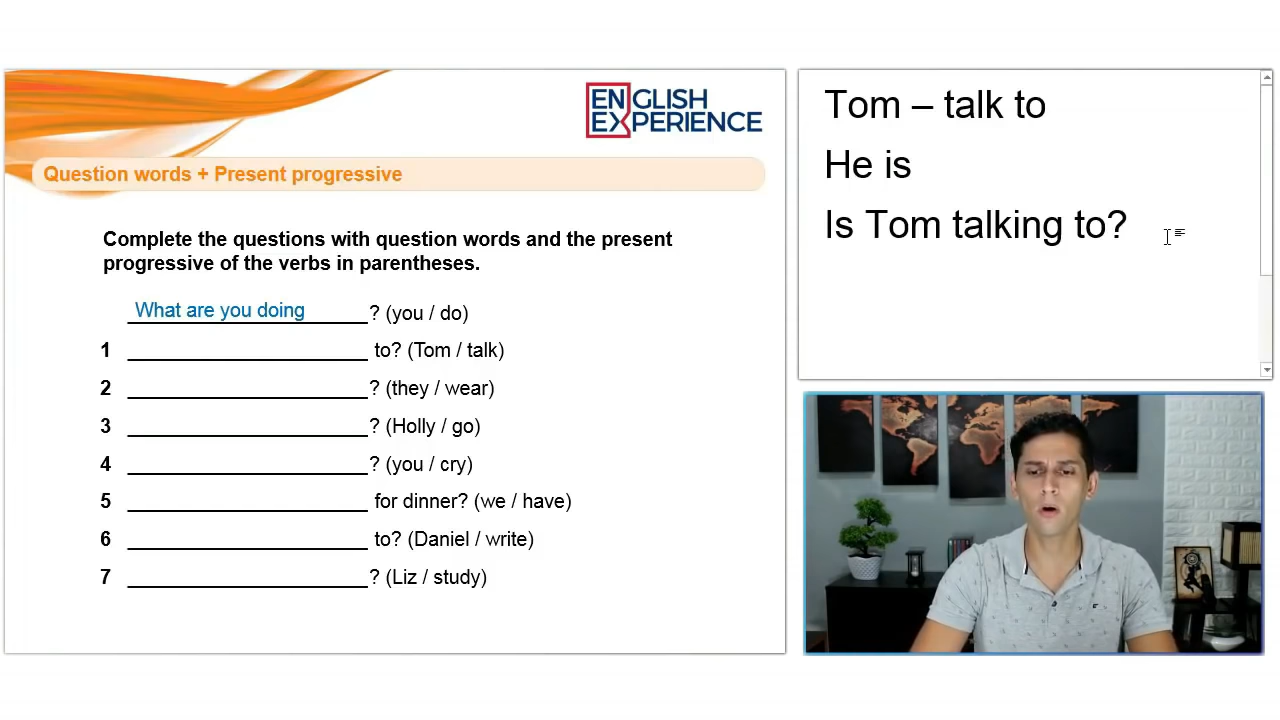 ENGLISH
EXPERIENCE
Question words + Present progressive
Complete the questions with question words and the present
progressive of the verbs in parentheses.
What are you doing ? (you / do)
1 to? (Tom / talk)
2 ? (they / wear)
3 ? (Holly / go)
4 ? (you / cry)
5 for dinner? (we / have)
6 to? (Daniel / write)
7 ? (Liz / study)
Tom – talk to
He is
Is Tom talking to?